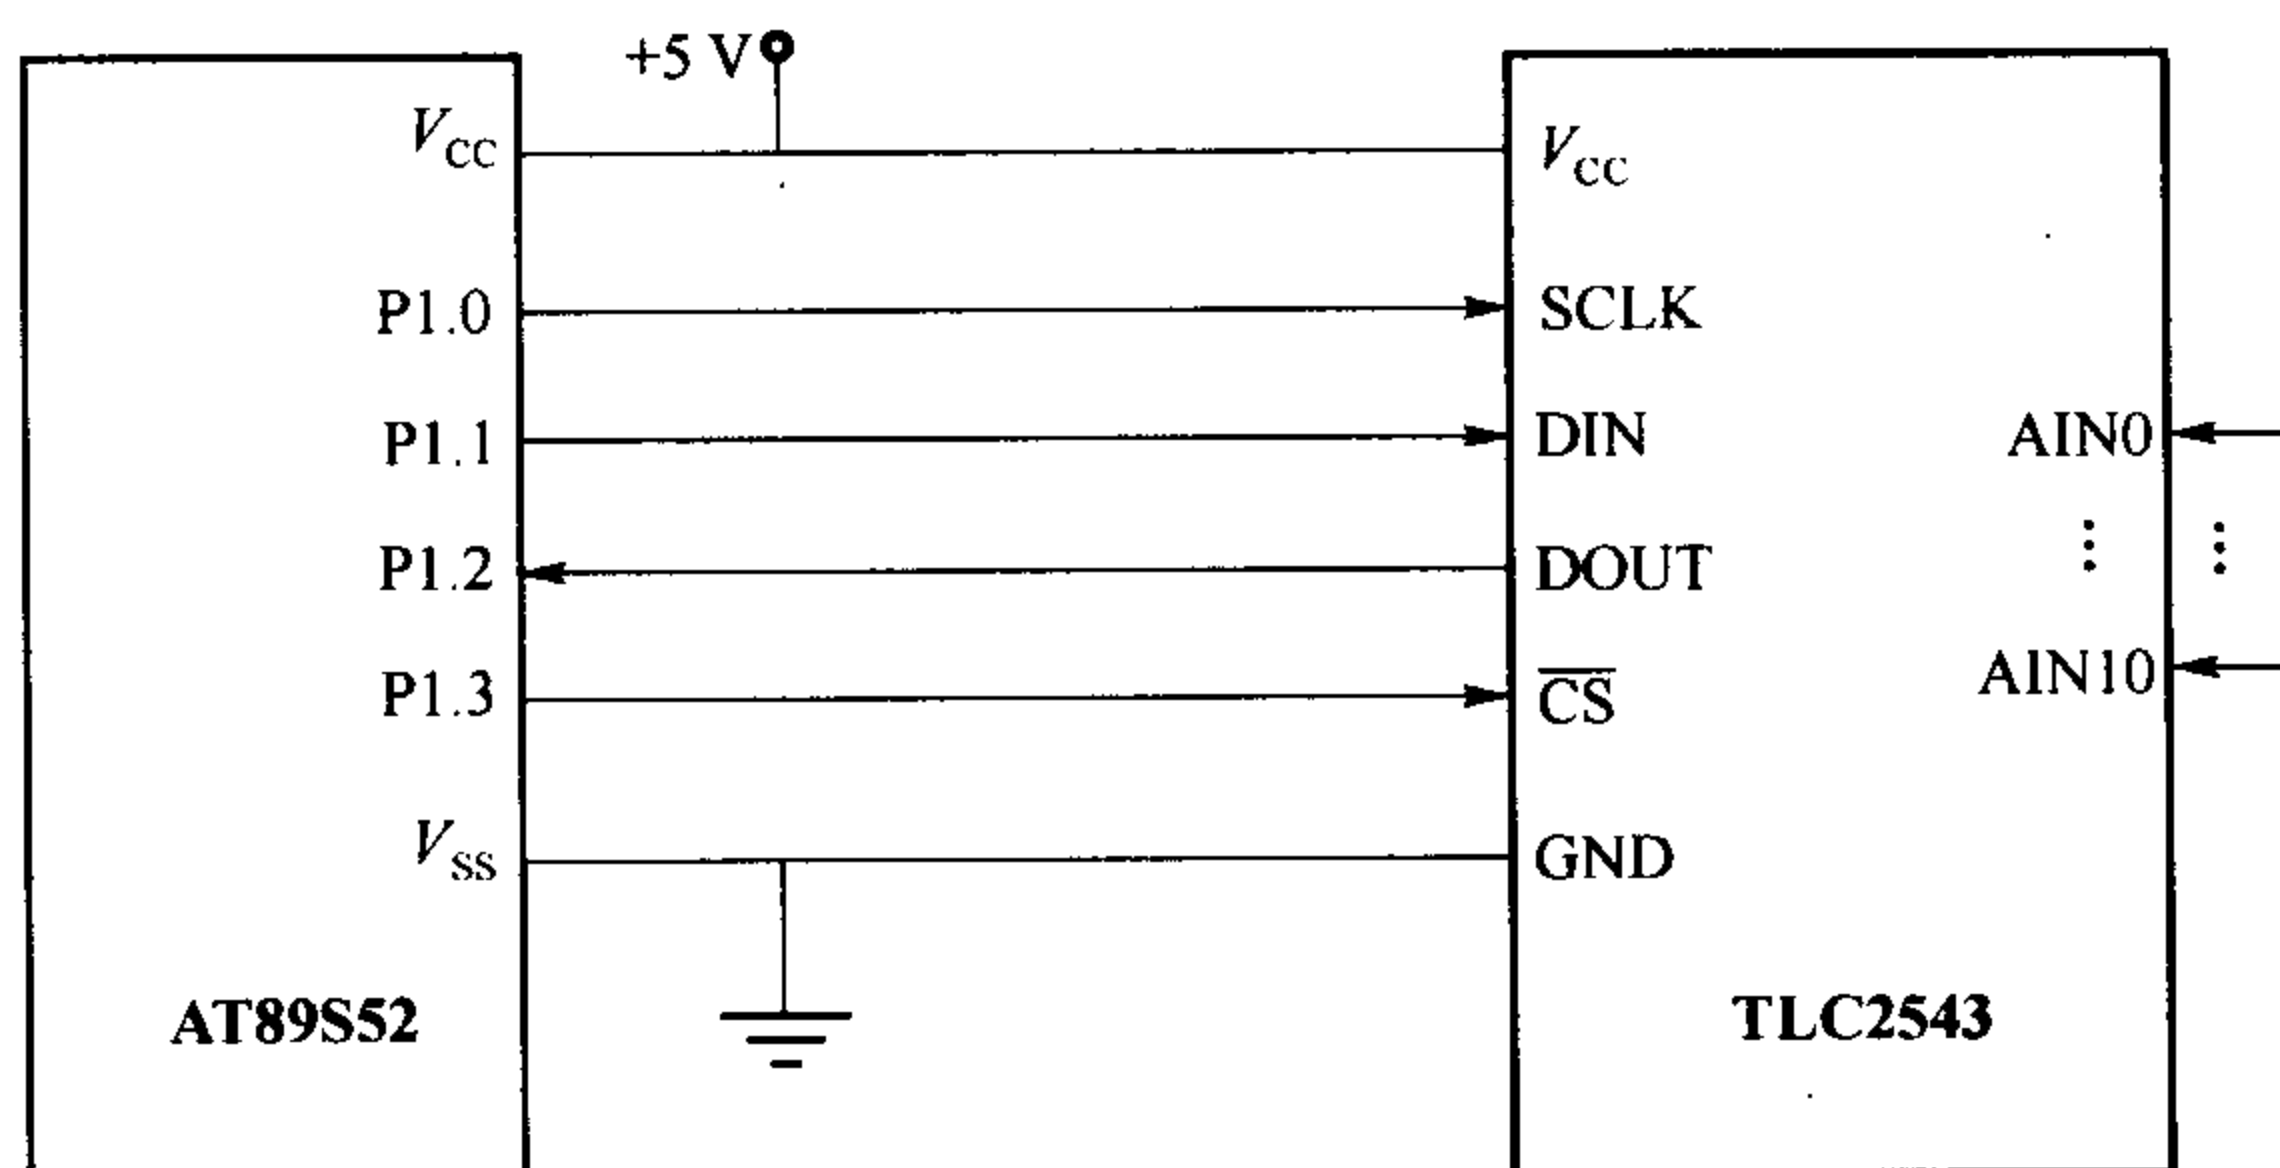 +5 V
VCC
VCC
P1.0
SCLK
P1.1
DIN
AIN0
P1.2
DOUT
P1.3
CS
AIN10
VSS
GND
AT89S52
TLC2543